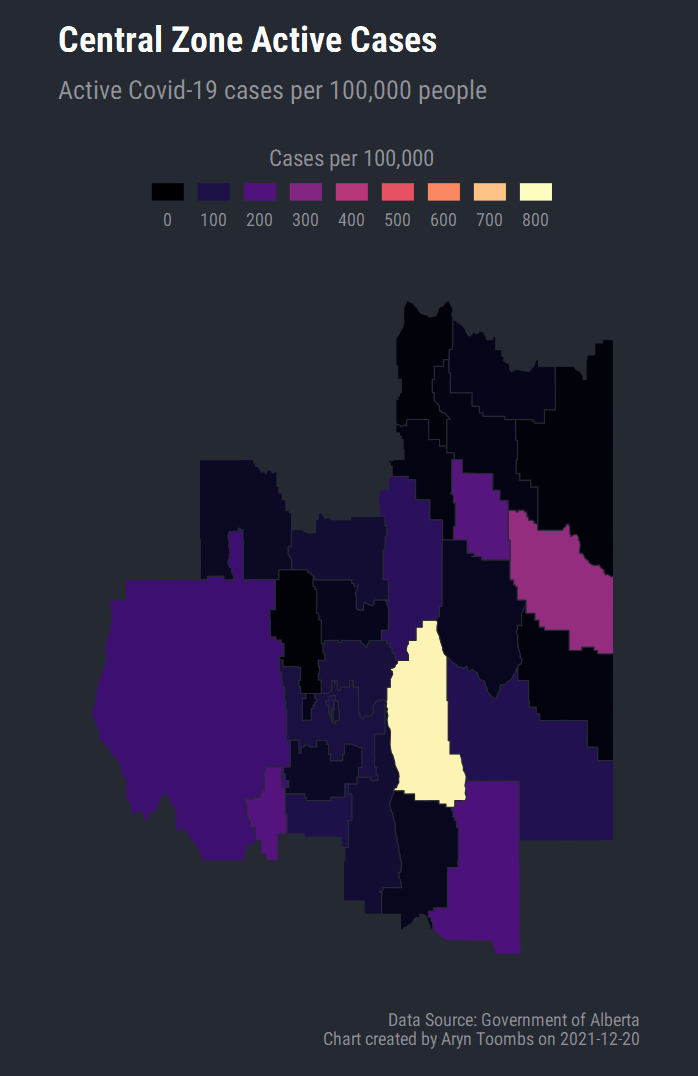 Central Zone Active Cases
Active Covid-19 cases per 100,000 people
Cases per 100,000
0 100 200 300 400 500 600 700 800
Data Source: Government of Alberta
Chart created by Aryn Toombs on 2021-12-20